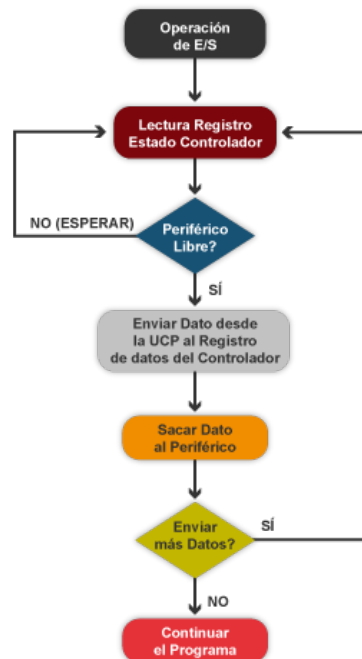 Operación
de E/S
Lectura Registro
Estado Controlador
NO (ESPERAR)
Periférico
Libre?
SÍ
Enviar Dato desde
la UCP al Registro
de datos del Controlador
Sacar Dato
al Periférico
Enviar
más Datos?
SÍ
NO
Continuar
el Programa